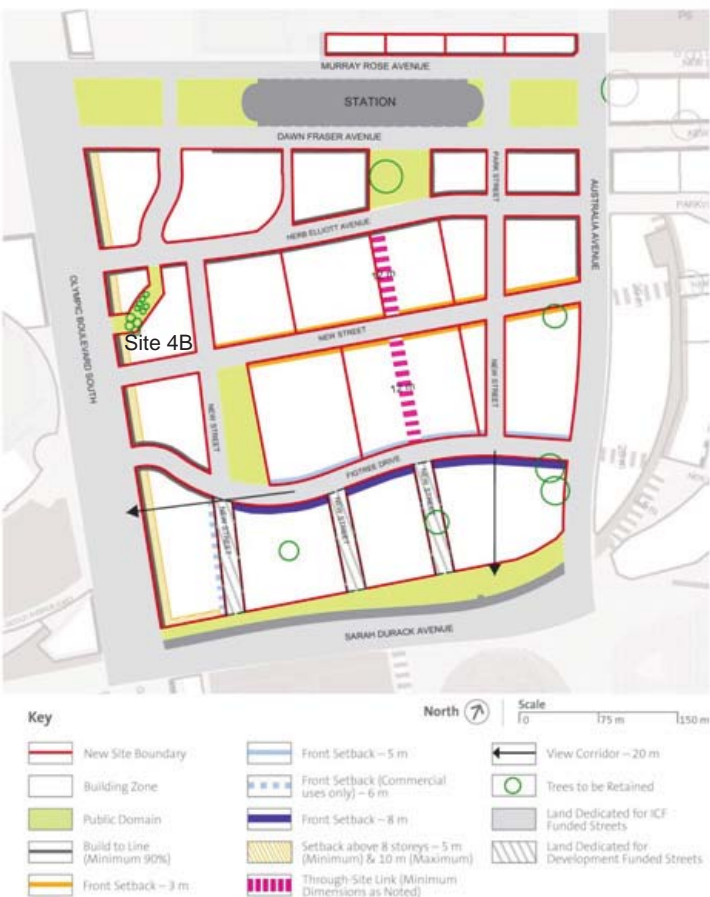 MURRAY ROSE AVENUE
STATION
DAWN FRASER AVENUE
PARK STREET
AUSTRALIA AVENUE
HERB ELLIOTT AVENUE
12 m
OLYMPIC BOULEVARD SOUTH
Site 4B
NEW STREET
NEW STREET
12 m
NEW STREET
FIGTREE DRIVE
NEW STREET
NEW STREET
NEW STREET
SARAH DURACK AVENUE
Key
North
Scale
0 75 m 150 m
New Site Boundary
Building Zone
Public Domain
Build to Line
(Minimum 90%)
Front Setback – 3 m
Front Setback – 5 m
Front Setback (Commercial
uses only) – 6 m
Front Setback – 8 m
Setback above 8 storeys – 5 m
(Minimum) & 10 m (Maximum)
Through-Site Link (Minimum
Dimensions as Noted)
View Corridor – 20 m
Trees to be Retained
Land Dedicated for ICF
Funded Streets
Land Dedicated for
Development Funded Streets